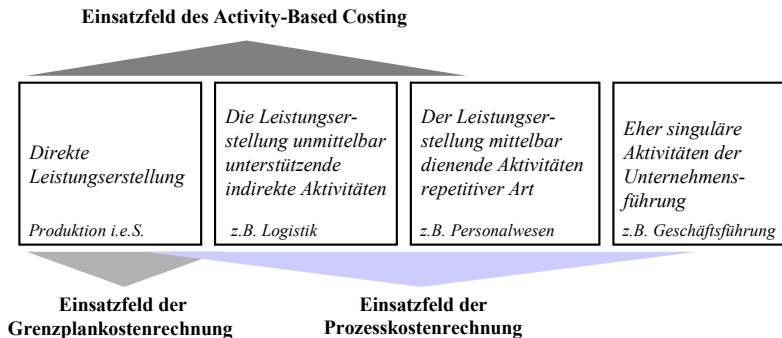 Einsatzfeld des Activity-Based Costing
Direkte
Leistungserstellung
Produktion i.e.S.
Die Leistungser-
stellung unmittelbar
unterstützende
indirekte Aktivitäten
z.B. Logistik
Der Leistungser-
stellung mittelbar
dienende Aktivitäten
repetitiver Art
z.B. Personalwesen
Eher singuläre
Aktivitäten der
Unternehmens-
führung
z.B. Geschäftsführung
Einsatzfeld der
Grenzplankostenrechnung
Einsatzfeld der
Prozesskostenrechnung